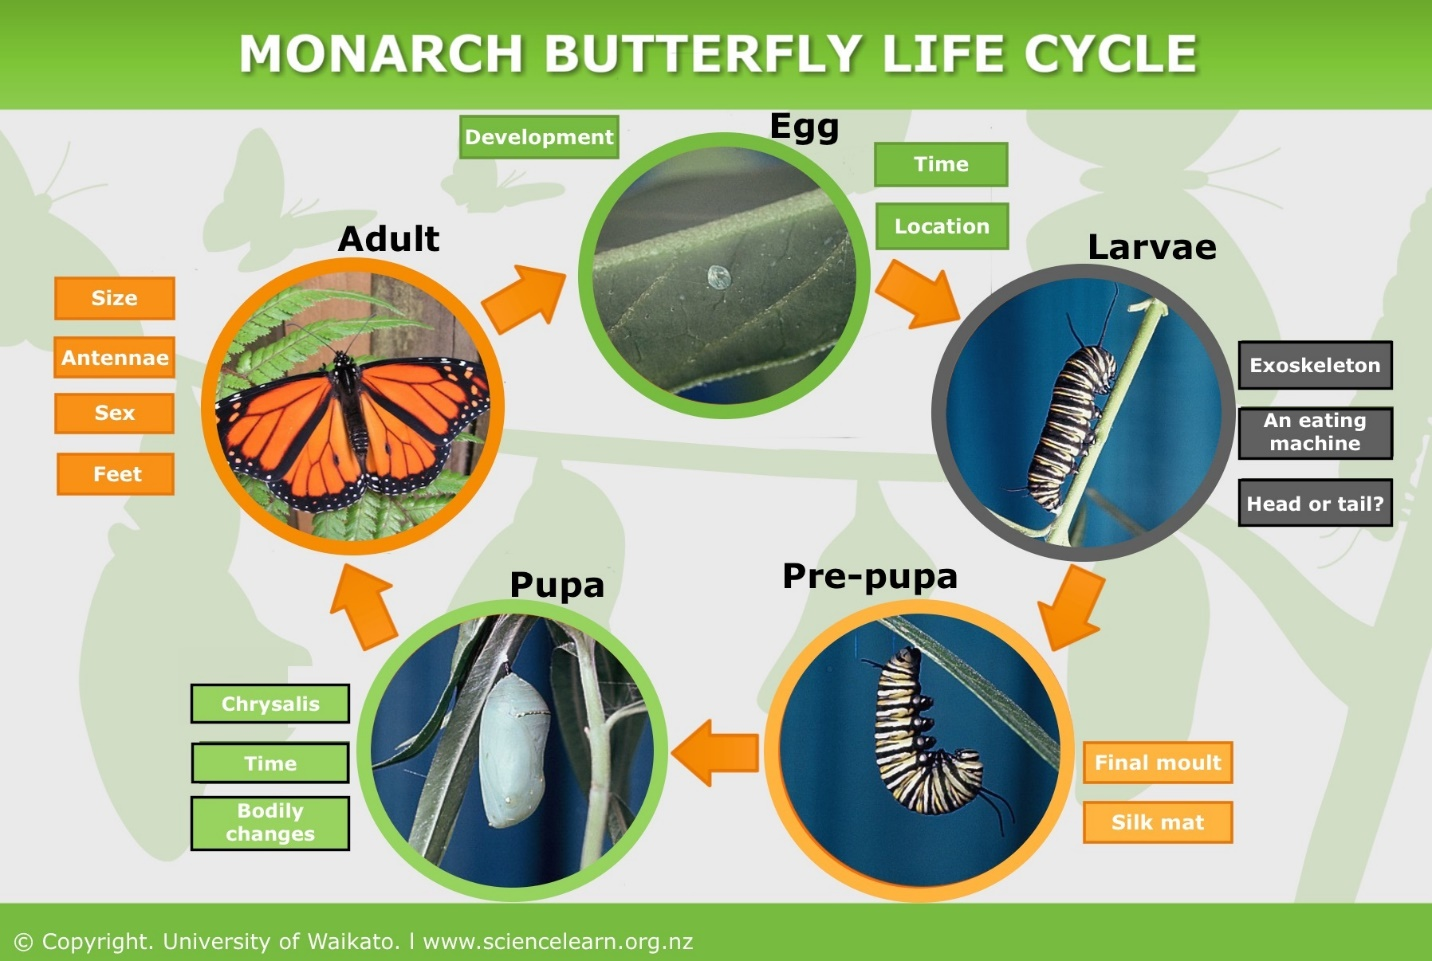 MONARCH BUTTERFLY LIFE CYCLE
Egg
Development
Time
Location
Larvae
Exoskeleton
An eating
machine
Head or tail?
Pre-pupa
Final moult
Silk mat
Pupa
Chrysalis
Time
Bodily
changes
Adult
Size
Antennae
Sex
Feet
© Copyright. University of Waikato. l www.sciencelearn.org.nz